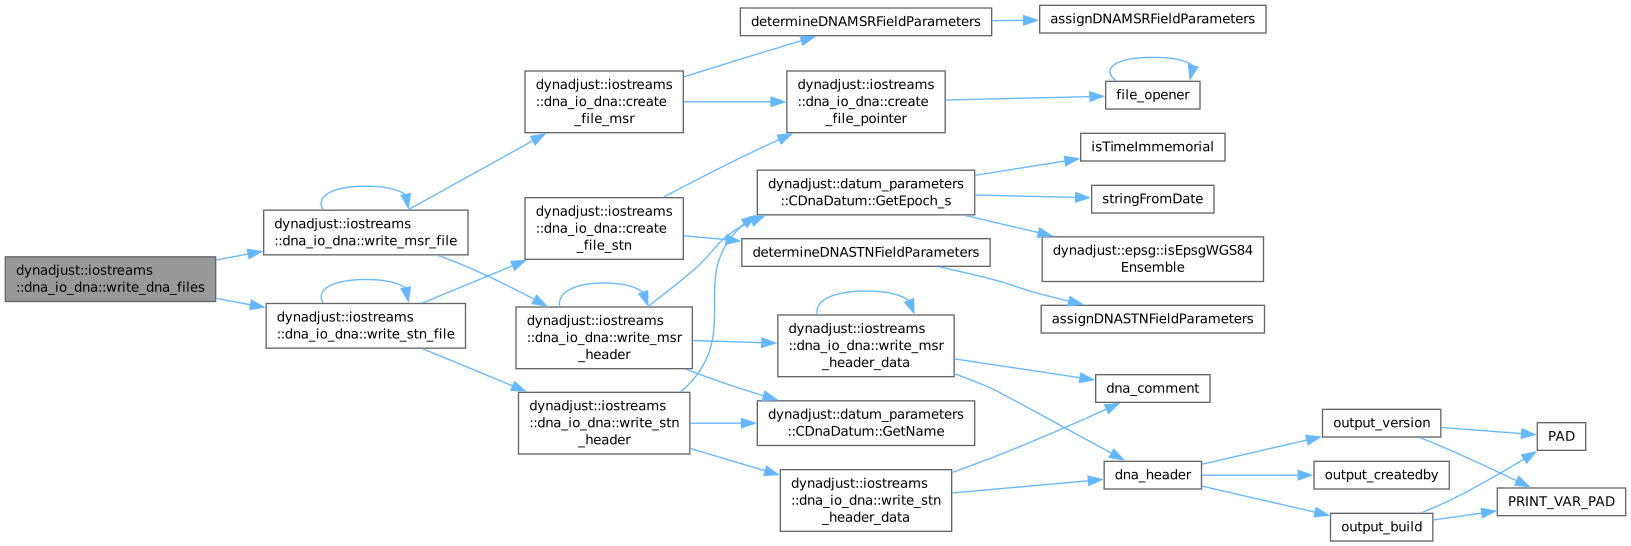 dynadjust::iostreams
::dna_io_dna::write_dna_files
dynadjust::iostreams
::dna_io_dna::write_msr_file
dynadjust::iostreams
::dna_io_dna::write_stn_file
dynadjust::iostreams
::dna_io_dna::create
_file_msr
dynadjust::iostreams
::dna_io_dna::create
_file_stn
dynadjust::iostreams
::dna_io_dna::write_msr
_header
dynadjust::iostreams
::dna_io_dna::write_stn
_header
determineDNAMSRFieldParameters
dynadjust::iostreams
::dna_io_dna::create
_file_pointer
dynadjust::datum_parameters
::CDnaDatum::GetEpoch_s
determineDNASTNFieldParameters
dynadjust::iostreams
::dna_io_dna::write_msr
_header_data
dynadjust::datum_parameters
::CDnaDatum::GetName
dynadjust::iostreams
::dna_io_dna::write_stn
_header_data
assignDNAMSRFieldParameters
file_opener
isTimeImmemorial
stringFromDate
dynadjust::epsg::isEpsgWGS84
Ensemble
assignDNASTNFieldParameters
dna_comment
dna_header
output_version
output_createdby
output_build
PAD
PRINT_VAR_PAD